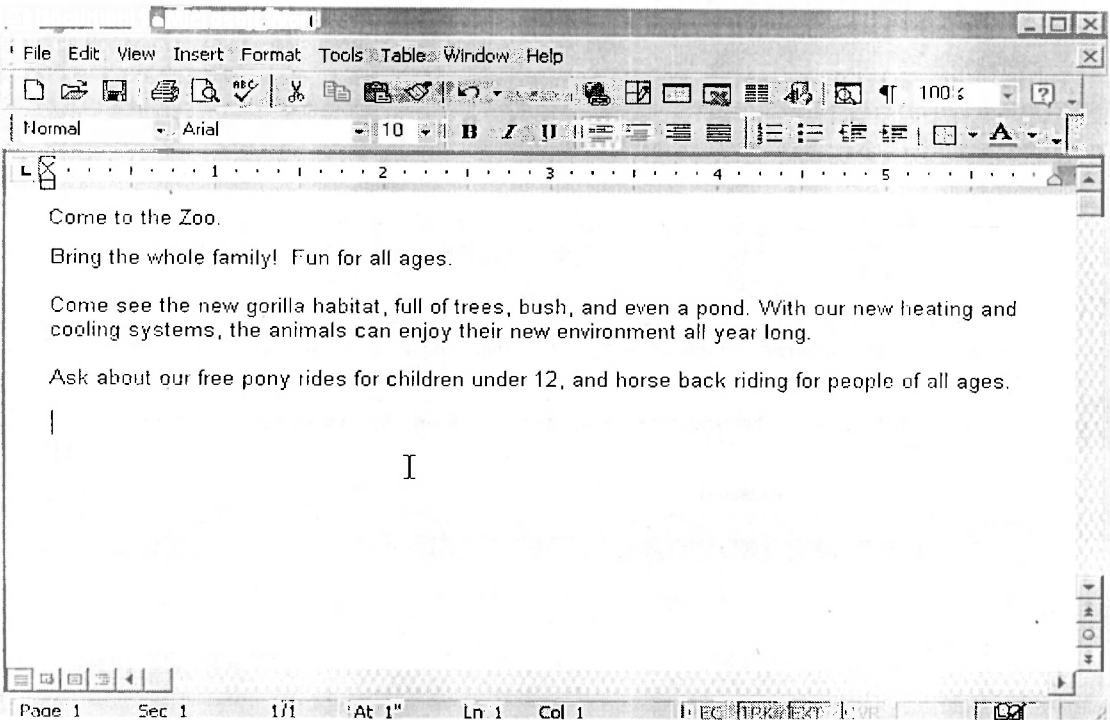 File Edit View Insert Format Tools Table Window Help
ABC 100%
Normal Arial 10 B I U A
1 2 3 4 5
Come to the Zoo.
Bring the whole family!  Fun for all ages.
Come see the new gorilla habitat, full of trees, bush, and even a pond. With our new heating and
cooling systems, the animals can enjoy their new environment all year long.
Ask about our free pony rides for children under 12, and horse back riding for people of all ages.
Page 1 Sec 1 1/1 At 1" Ln 1 Col 1 TRK EXT